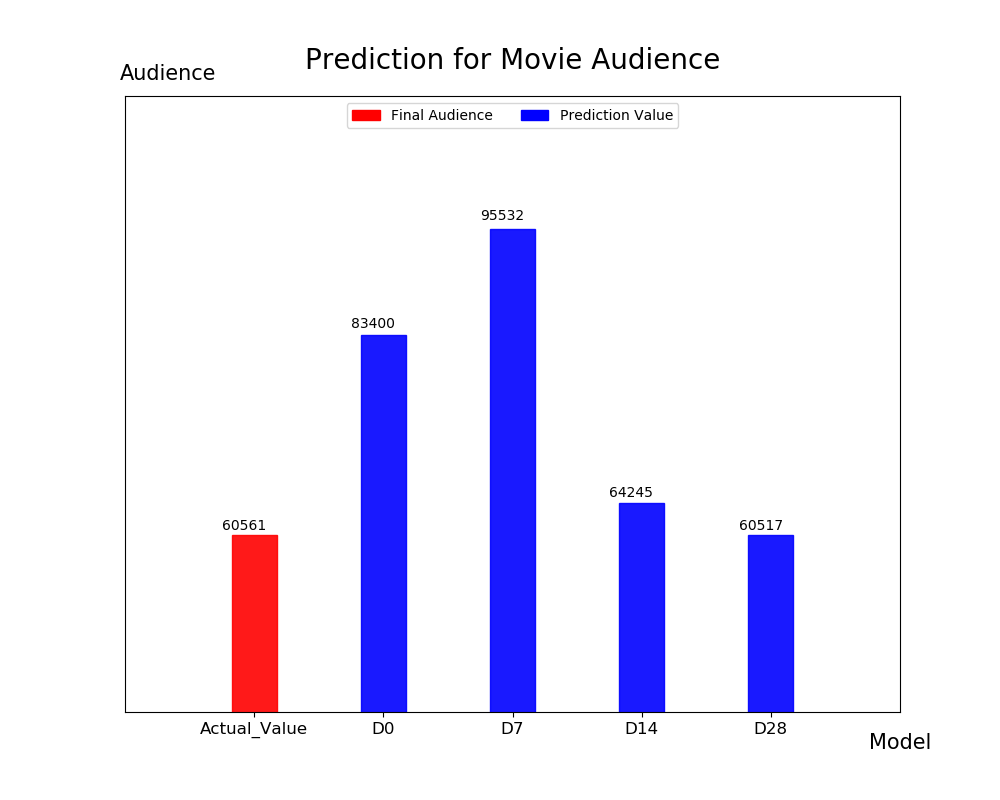 Prediction for Movie Audience
Audience
Final Audience
Prediction Value
95532
83400
64245
60561
60517
Actual_Value
D0
D7
D14
D28
Model